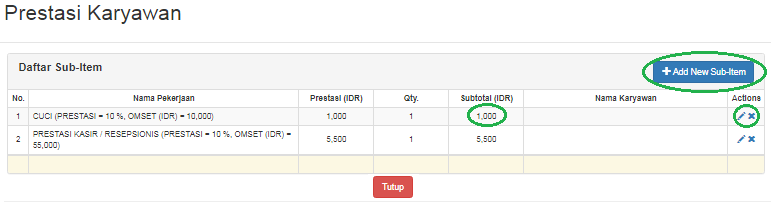 Prestasi Karyawan
Daftar Sub-Item
+ Add New Sub-Item
No. Nama Pekerjaan Prestasi (IDR) Qty. Subtotal (IDR) Nama Karyawan Actions
1 CUCI (PRESTASI = 10 %, OMSET (IDR) = 10,000) 1,000 1 1,000
2 PRESTASI KASIR / RESEPSIONIS (PRESTASI = 10 %, OMSET (IDR) = 5,500 1 5,500
55,000)
Tutup